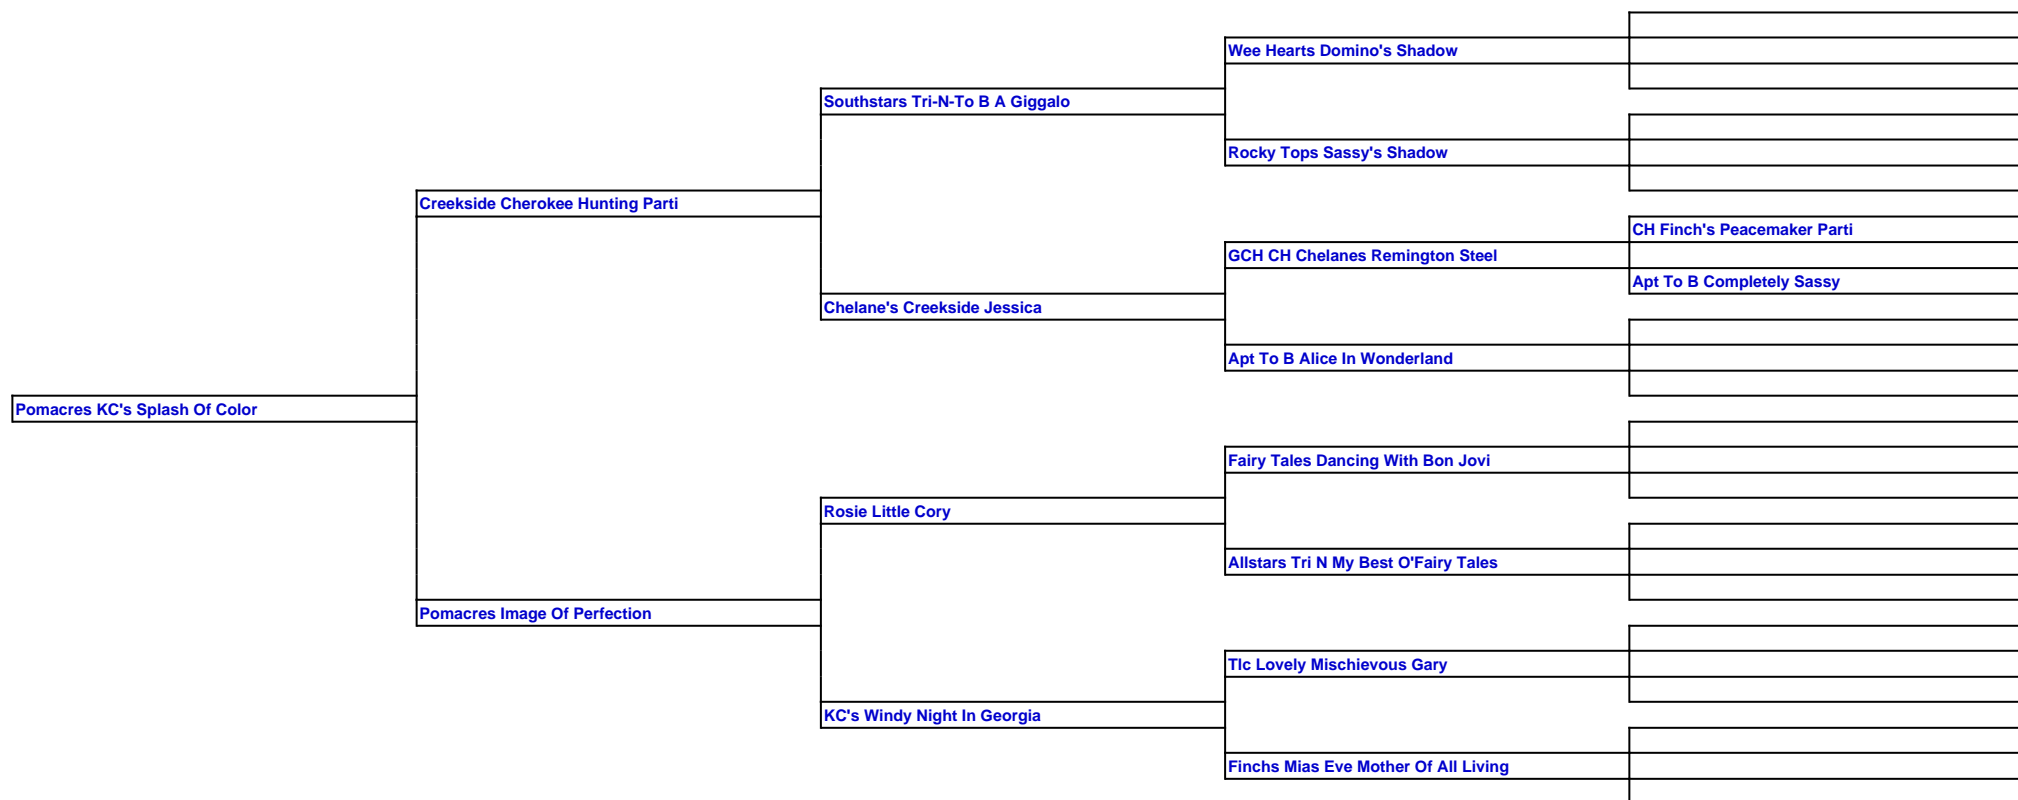 Wee Hearts Domino's Shadow
Southstars Tri-N-To B A Giggalo
Rocky Tops Sassy's Shadow
Creekside Cherokee Hunting Parti
CH Finch's Peacemaker Parti
GCH CH Chelanes Remington Steel
Apt To B Completely Sassy
Chelane's Creekside Jessica
Apt To B Alice In Wonderland
Pomacres KC's Splash Of Color
Fairy Tales Dancing With Bon Jovi
Rosie Little Cory
Allstars Tri N My Best O'Fairy Tales
Pomacres Image Of Perfection
Tlc Lovely Mischievous Gary
KC's Windy Night In Georgia
Finchs Mias Eve Mother Of All Living